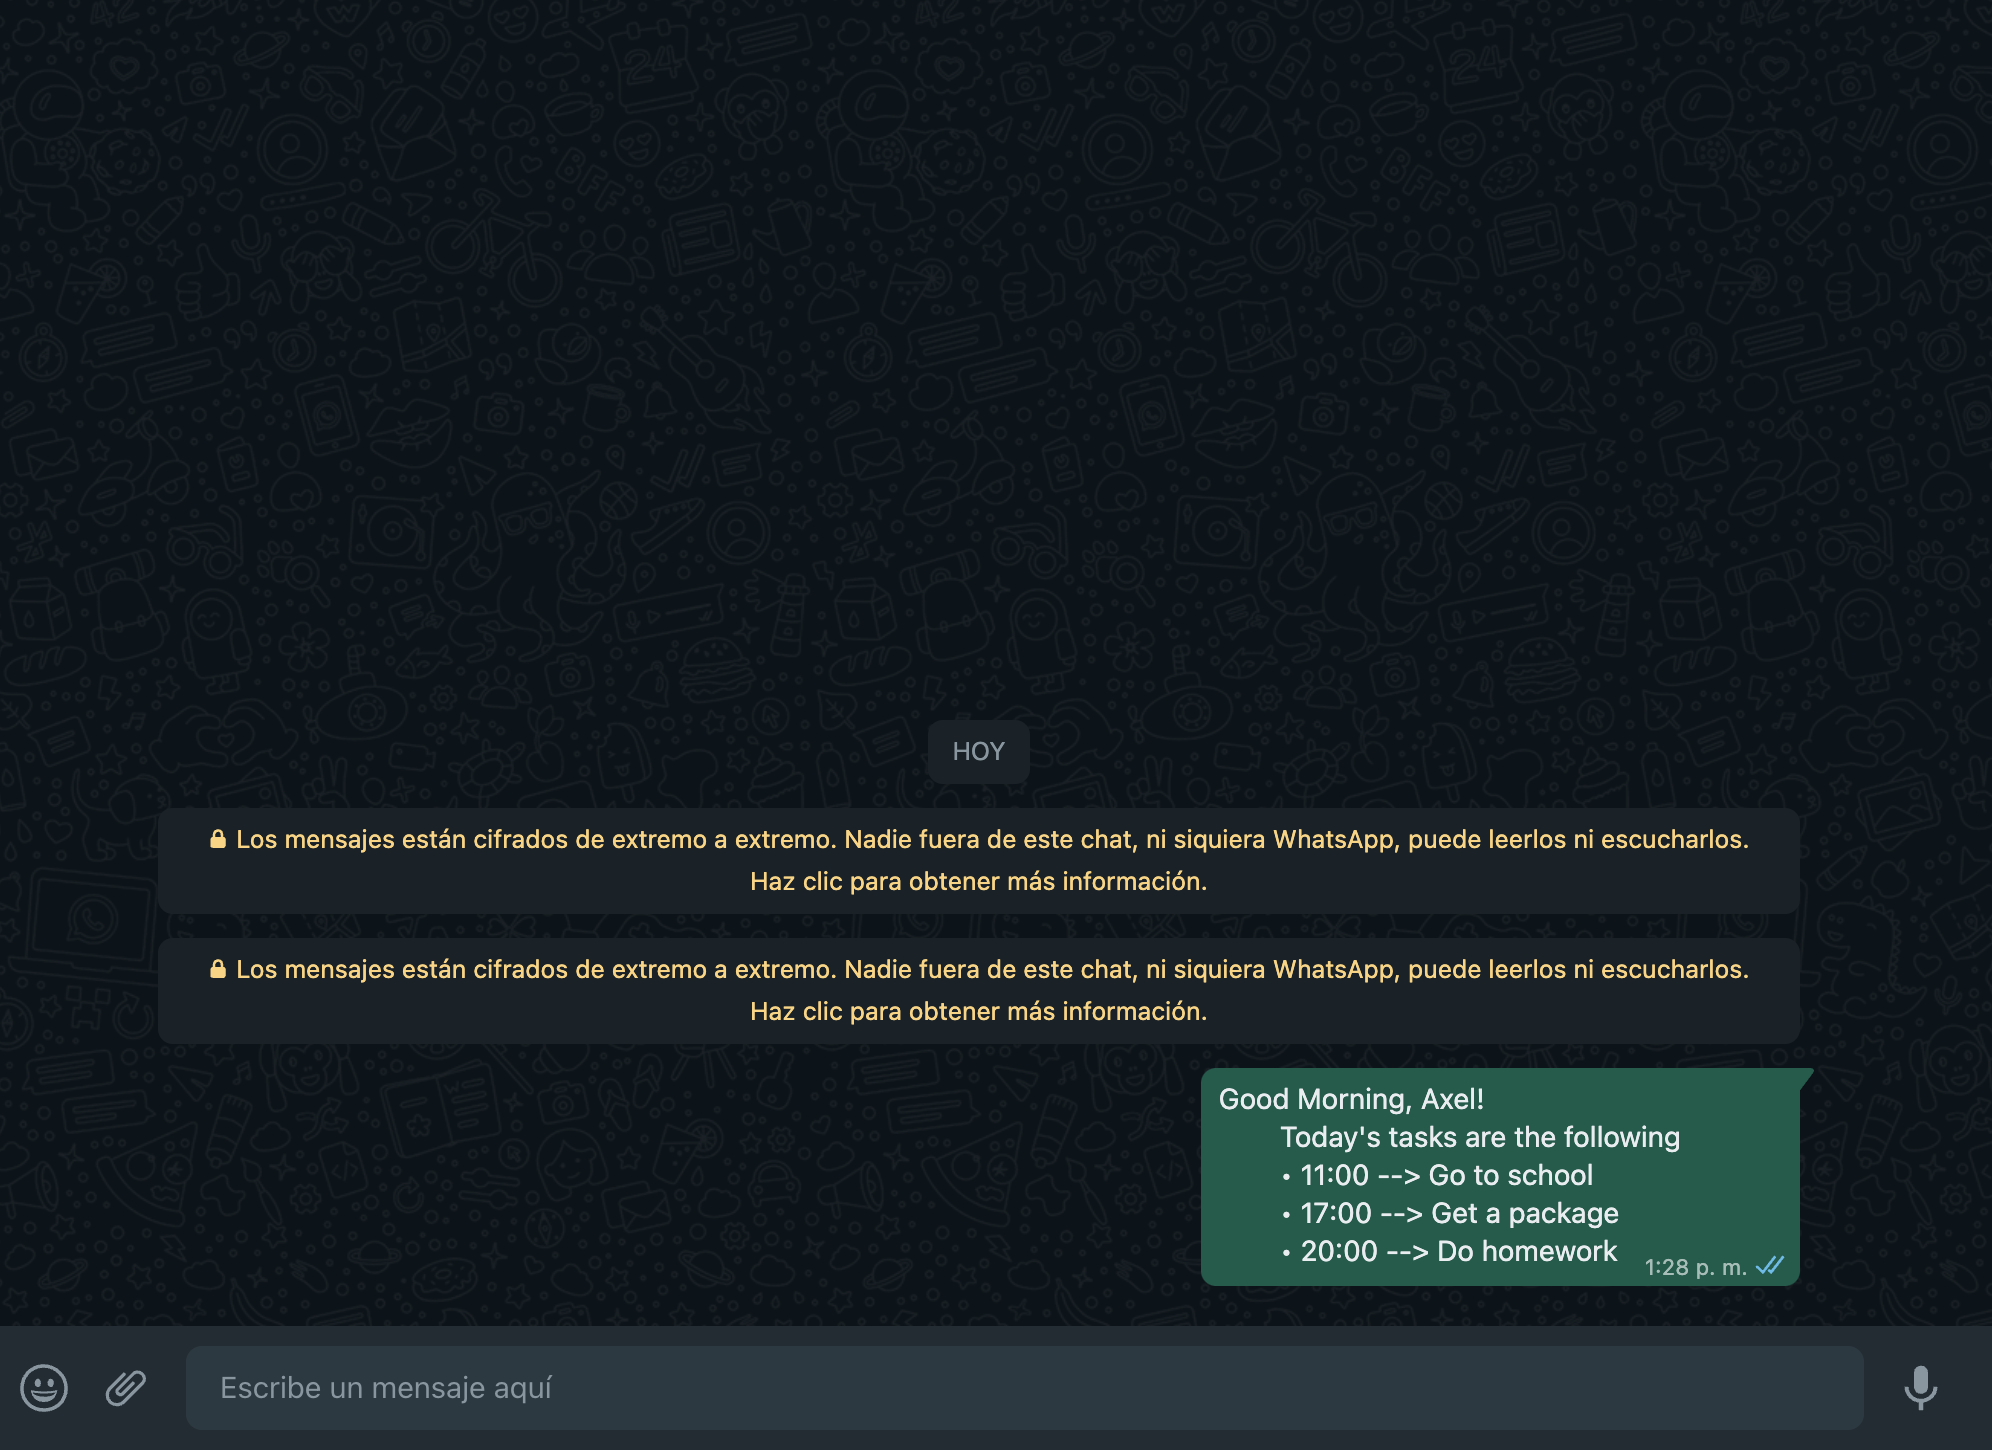 HOY
Los mensajes están cifrados de extremo a extremo. Nadie fuera de este chat, ni siquiera WhatsApp, puede leerlos ni escucharlos.
Haz clic para obtener más información.
Los mensajes están cifrados de extremo a extremo. Nadie fuera de este chat, ni siquiera WhatsApp, puede leerlos ni escucharlos.
Haz clic para obtener más información.
Good Morning, Axel!
Today's tasks are the following
• 11:00 --> Go to school
• 17:00 --> Get a package
• 20:00 --> Do homework
1:28 p. m.
Escribe un mensaje aquí